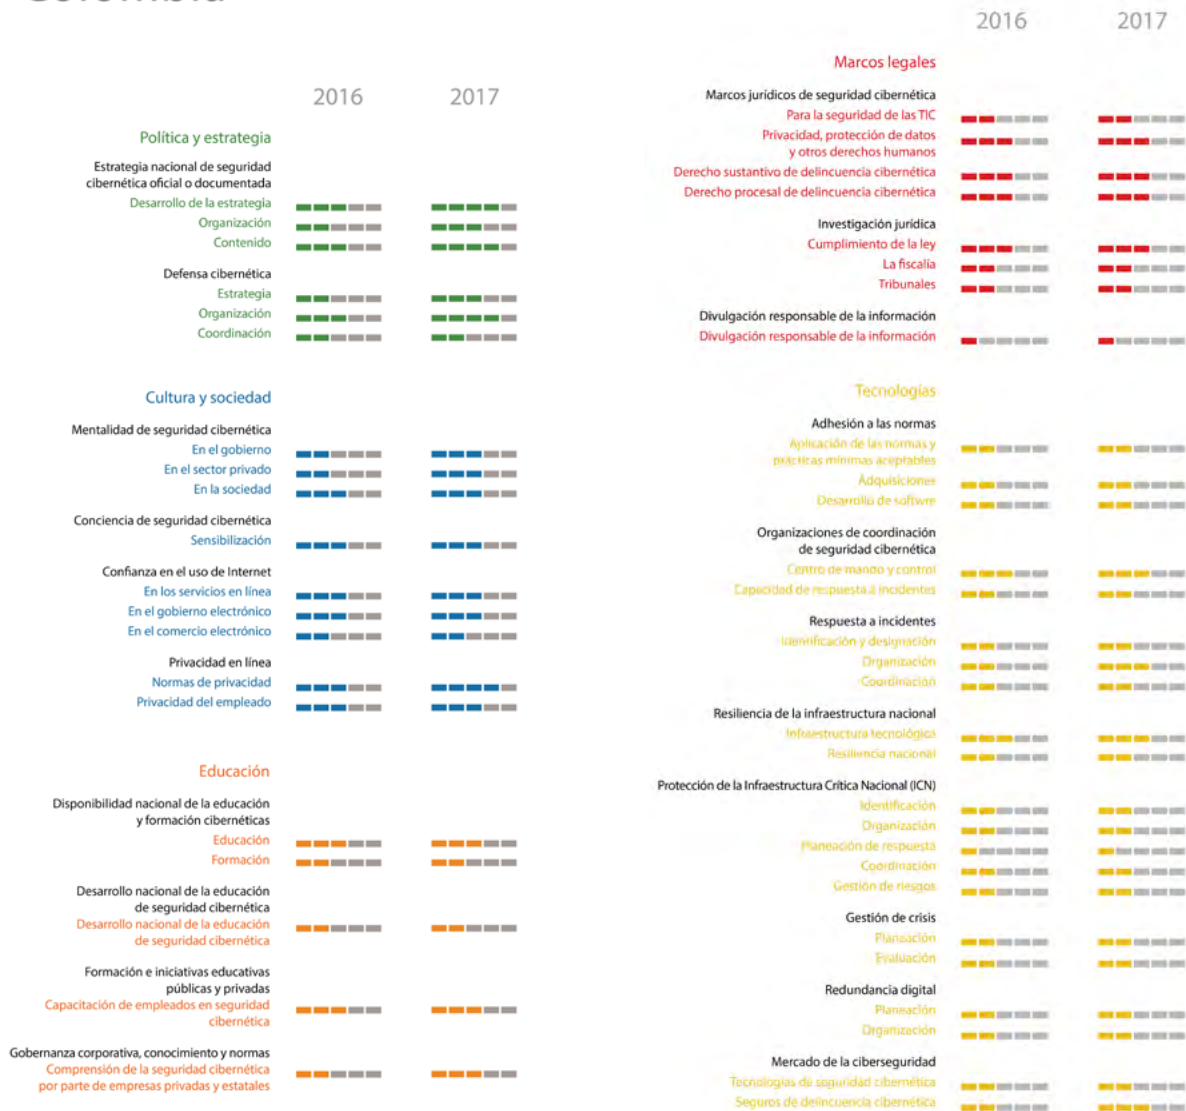 Colombia
2016 2017
Política y estrategia
Estrategia nacional de seguridad
cibernética oficial o documentada
Desarrollo de la estrategia
Organización
Contenido
Defensa cibernética
Estrategia
Organización
Coordinación
Cultura y sociedad
Mentalidad de seguridad cibernética
En el gobierno
En el sector privado
En la sociedad
Conciencia de seguridad cibernética
Sensibilización
Confianza en el uso de Internet
En los servicios en línea
En el gobierno electrónico
En el comercio electrónico
Privacidad en línea
Normas de privacidad
Privacidad del empleado
Educación
Disponibilidad nacional de la educación
y formación cibernéticas
Educación
Formación
Desarrollo nacional de la educación
de seguridad cibernética
Desarrollo nacional de la educación
de seguridad cibernética
Formación e iniciativas educativas
públicas y privadas
Capacitación de empleados en seguridad
cibernética
Gobernanza corporativa, conocimiento y normas
Comprensión de la seguridad cibernética
por parte de empresas privadas y estatales
2016 2017
Marcos legales
Marcos jurídicos de seguridad cibernética
Para la seguridad de las TIC
Privacidad, protección de datos
y otros derechos humanos
Derecho sustantivo de delincuencia cibernética
Derecho procesal de delincuencia cibernética
Investigación jurídica
Cumplimiento de la ley
La fiscalía
Tribunales
Divulgación responsable de la información
Divulgación responsable de la información
Tecnologías
Adhesión a las normas
Aplicación de las normas y
prácticas mínimas aceptables
Adquisiciones
Desarrollo de softwre
Organizaciones de coordinación
de seguridad cibernética
Centro de mando y control
Capacidad de respuesta a incidentes
Respuesta a incidentes
Identificación y designación
Organización
Coordinación
Resiliencia de la infraestructura nacional
Infraestructura tecnológica
Resiliencia nacional
Protección de la Infraestructura Crítica Nacional (ICN)
Identificación
Organización
Planeación de respuesta
Coordinación
Gestión de riesgos
Gestión de crisis
Planeación
Evaluación
Redundancia digital
Planeación
Organización
Mercado de la ciberseguridad
Tecnologías de seguridad cibernética
Seguros de delincuencia cibernética